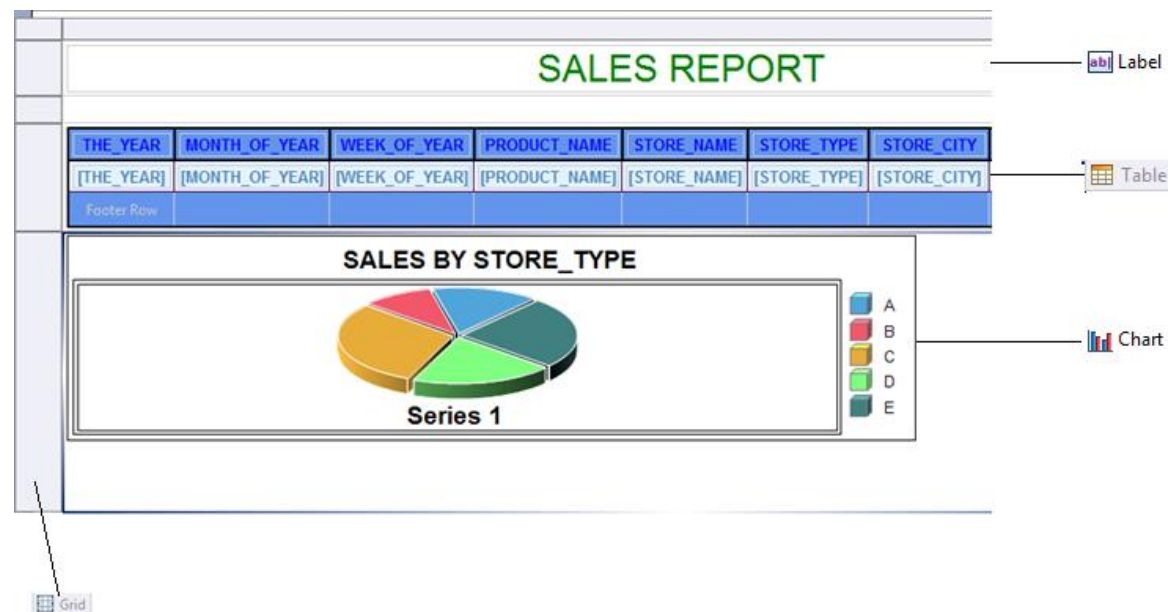 SALES REPORT
Label
THE_YEAR MONTH_OF_YEAR WEEK_OF_YEAR PRODUCT_NAME STORE_NAME STORE_TYPE STORE_CITY
[THE_YEAR] [MONTH_OF_YEAR] [WEEK_OF_YEAR] [PRODUCT_NAME] [STORE_NAME] [STORE_TYPE] [STORE_CITY]
Table
Footer Row
SALES BY STORE_TYPE
A
B
C
D
E
Chart
Series 1
Grid